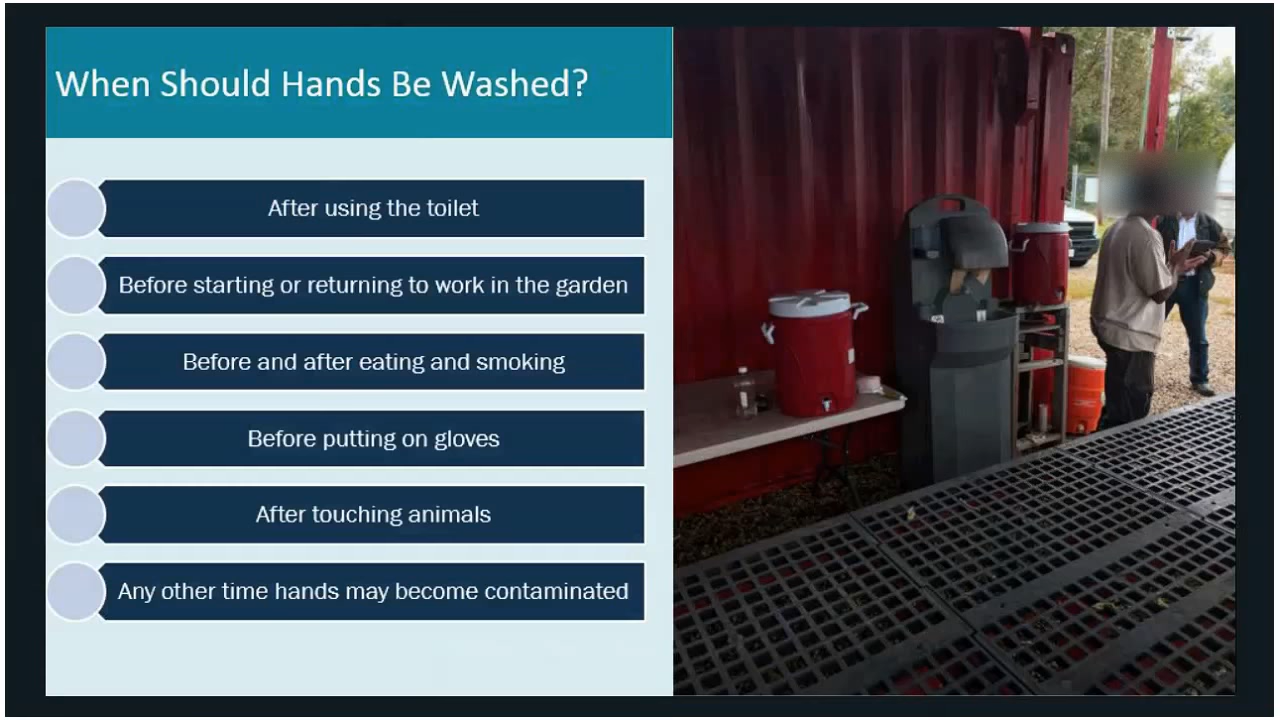 When Should Hands Be Washed?
After using the toilet
Before starting or returning to work in the garden
Before and after eating and smoking
Before putting on gloves
After touching animals
Any other time hands may become contaminated